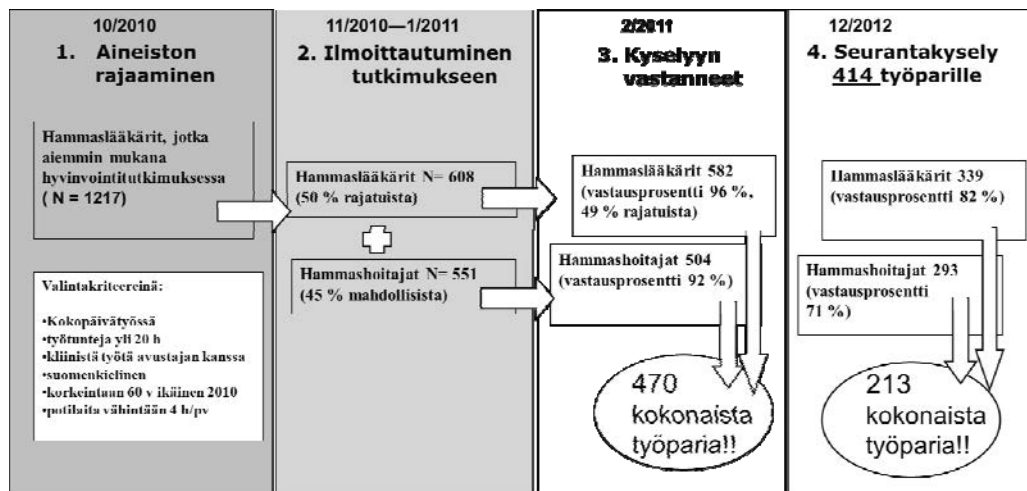 10/2010
1. Aineiston
rajaaminen
Hammaslääkärit, jotka
aiemmin mukana
hyvinvointitutkimuksessa
( N = 1217)
Valintakriteereinä:
•Kokopäivätyössä
•työtunteja yli 20 h
•kliinistä työtä avustajan kanssa
•suomenkielinen
•korkeintaan 60 v ikäinen 2010
•potilaita vähintään 4 h/pv
11/2010—1/2011
2. Ilmoittautuminen
tutkimukseen
Hammaslääkärit N= 608
(50 % rajatuista)
Hammashoitajat N= 551
(45 % mahdollisista)
2/2011
3. Kyselyyn
vastanneet
Hammaslääkärit 582
(vastausprosentti 96 %,
49 % rajatuista)
Hammashoitajat 504
(vastausprosentti 92 %)
470
kokonaista
työparia!!
12/2012
4. Seurantakysely
414 työparille
Hammaslääkärit 339
(vastausprosentti 82 %)
Hammashoitajat 293
(vastausprosentti
71 %)
213
kokonaista
työparia!!